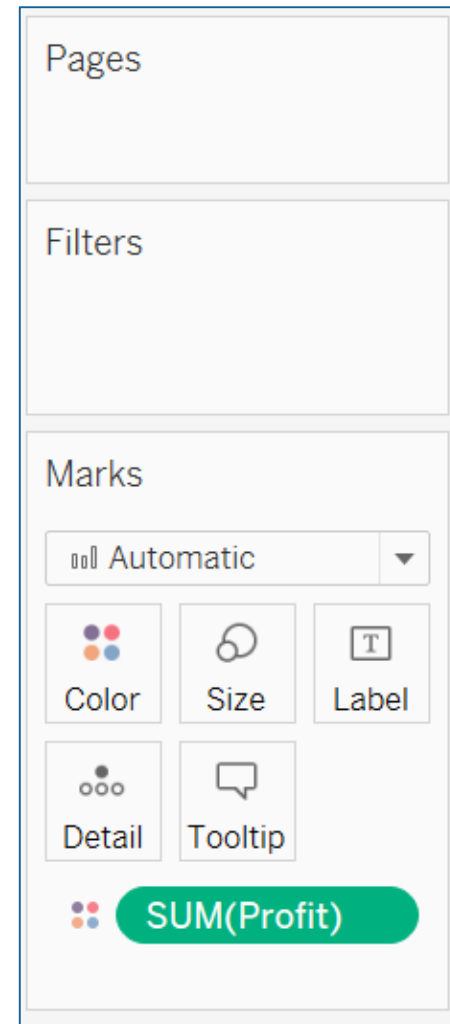 Pages
Filters
Marks
Automatic
Color Size Label
T
Detail Tooltip
SUM(Profit)